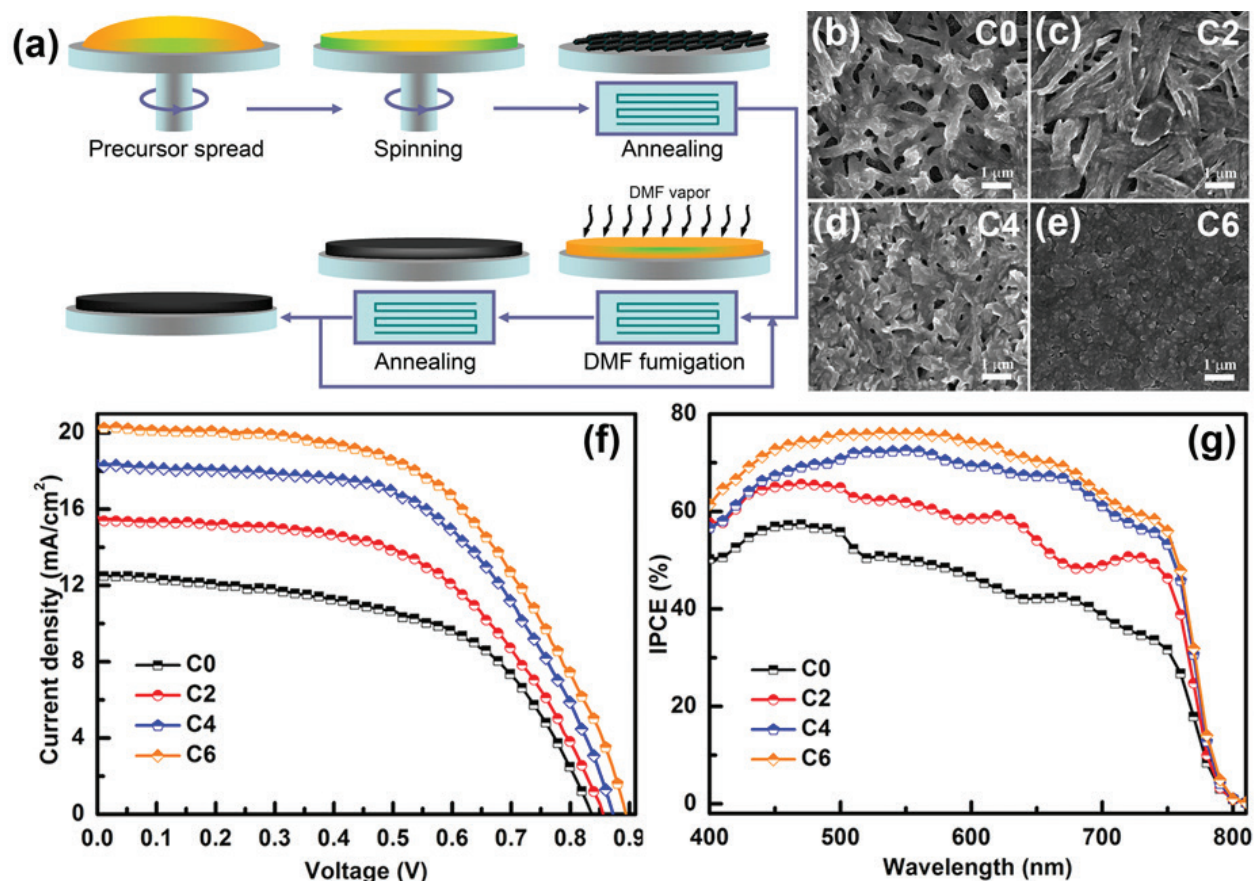 (a)
Precursor spread
Spinning
Annealing
DMF vapor
Annealing
DMF fumigation
(b) C0
1 μm
(c) C2
1 μm
(d) C4
1 μm
(e) C6
1 μm
(f)
Current density (mA/cm²)
20
16
12
8
4
0
0.0 0.1 0.2 0.3 0.4 0.5 0.6 0.7 0.8 0.9
Voltage (V)
C0
C2
C4
C6
(g)
IPCE (%)
80
60
40
20
0
400 500 600 700 800
Wavelength (nm)
C0
C2
C4
C6